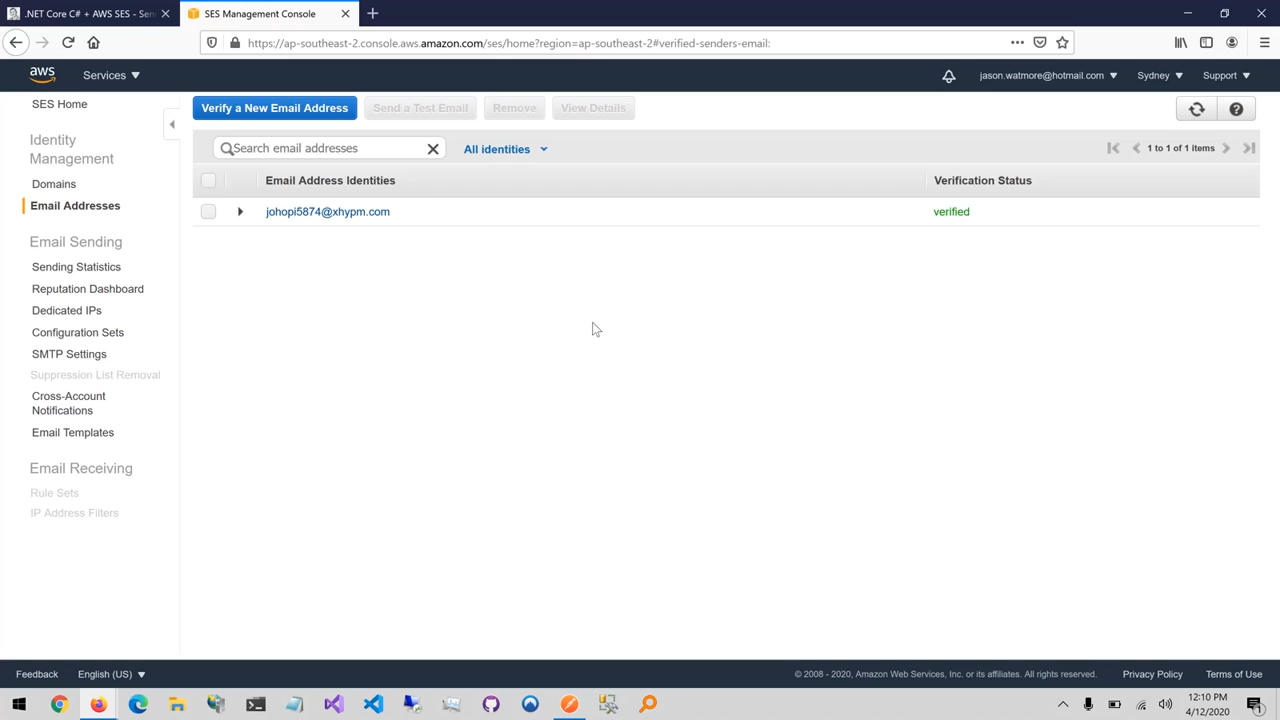 .NET Core C# + AWS SES - Sen
SES Management Console
https://ap-southeast-2.console.aws.amazon.com/ses/home?region=ap-southeast-2#verified-senders-email:
aws
Services
jason.watmore@hotmail.com
Sydney
Support
SES Home
Verify a New Email Address
Send a Test Email
Remove
View Details
Identity
Management
Domains
Email Addresses
Search email addresses
All identities
1 to 1 of 1 items
Email Address Identities
Verification Status
johopi5874@xhypm.com
verified
Email Sending
Sending Statistics
Reputation Dashboard
Dedicated IPs
Configuration Sets
SMTP Settings
Suppression List Removal
Cross-Account
Notifications
Email Templates
Email Receiving
Rule Sets
IP Address Filters
Feedback
English (US)
© 2008 - 2020, Amazon Web Services, Inc. or its affiliates. All rights reserved.
Privacy Policy
Terms of Use
12:10 PM
4/12/2020